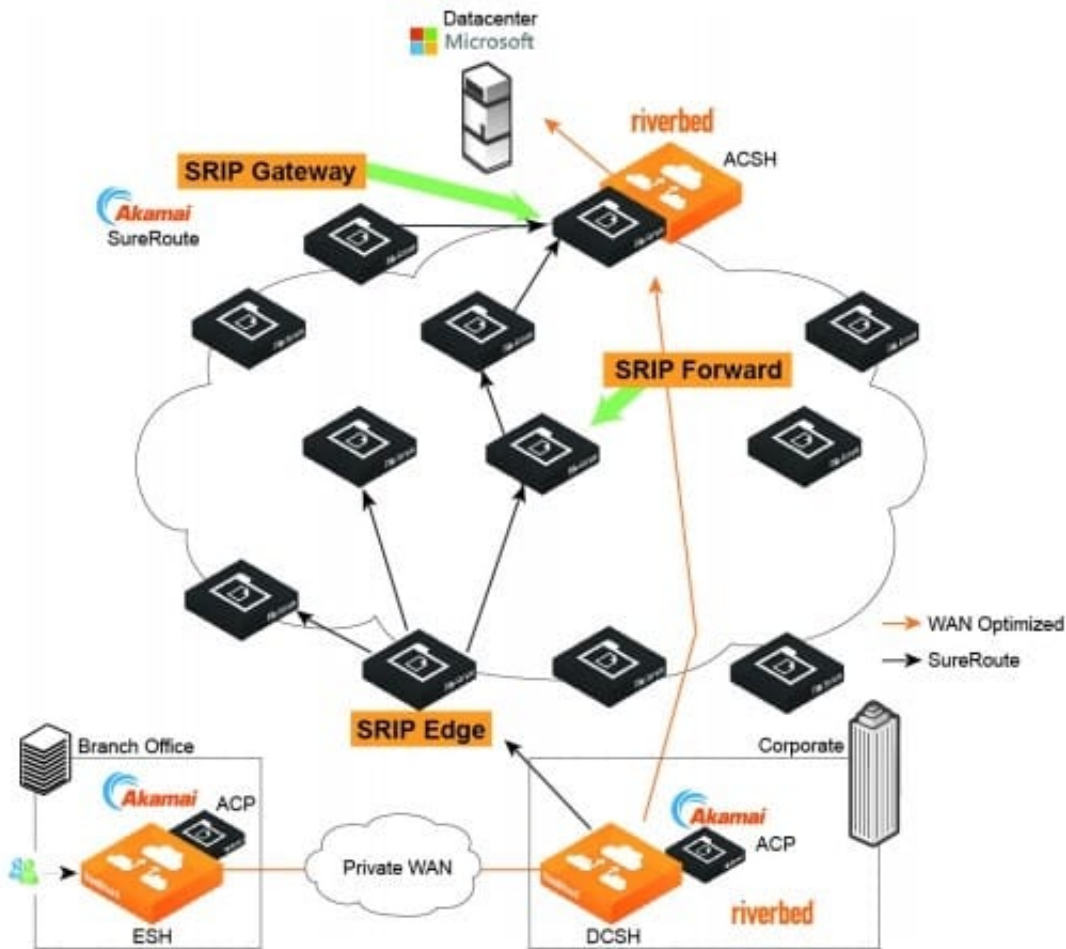 Datacenter
Microsoft
riverbed
ACSH
SRIP Gateway
Akamai
SureRoute
SRIP Forward
WAN Optimized
SureRoute
SRIP Edge
Branch Office
Corporate
Akamai
ACP
Akamai
ACP
Private WAN
riverbed
ESH
DCSH